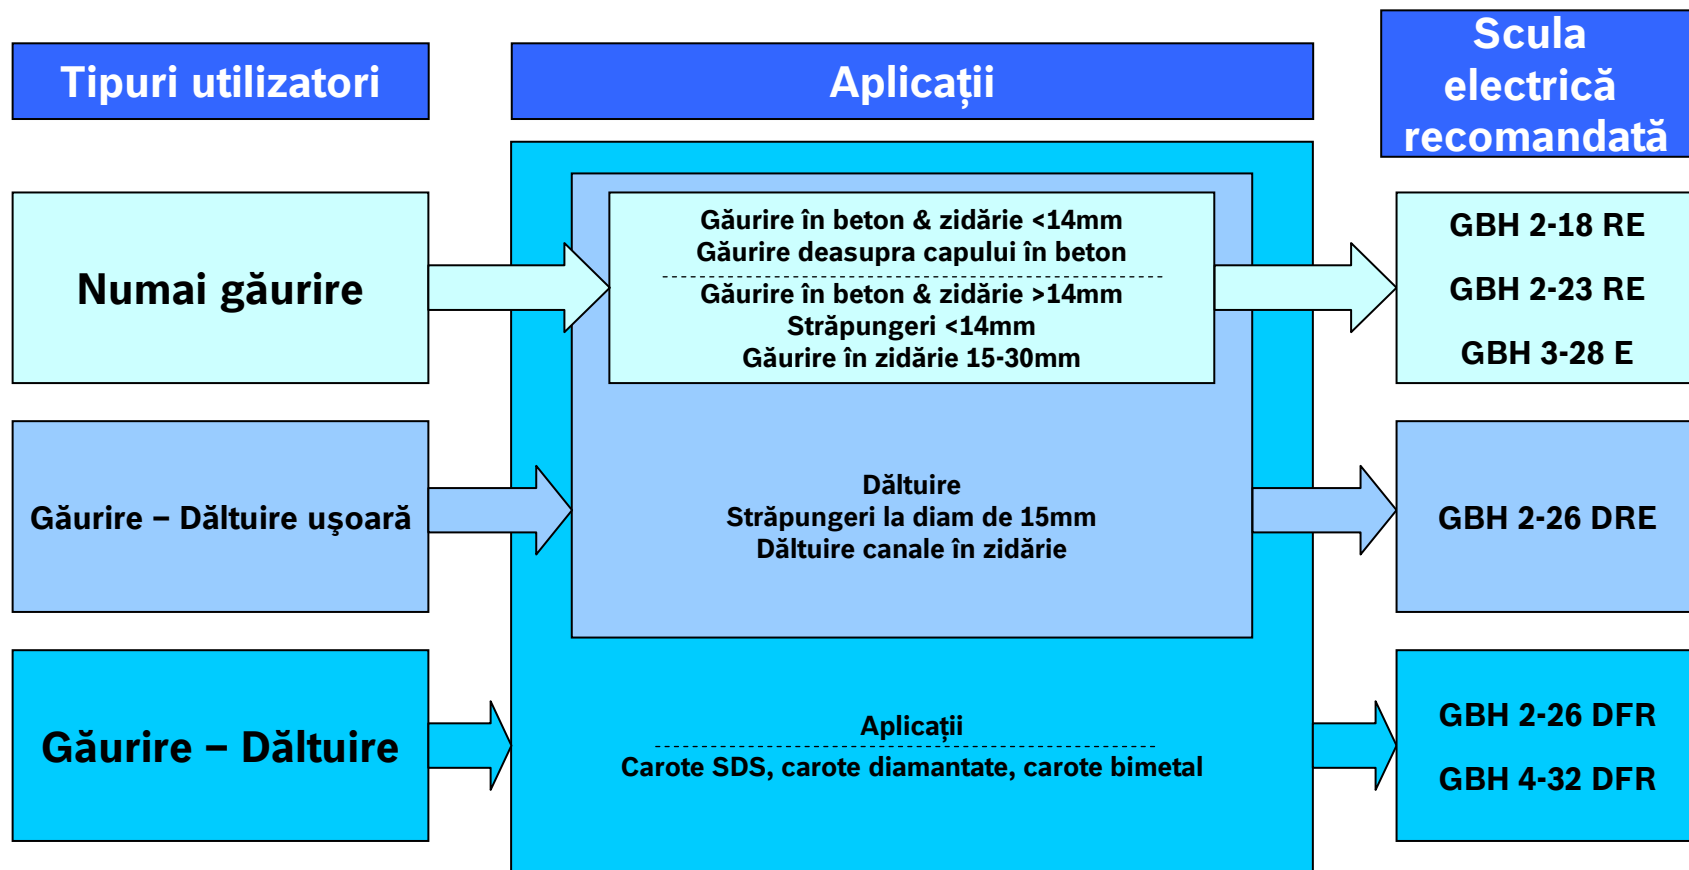 Tipuri utilizatori
Aplicații
Scula
electrică
recomandată
Numai găurire
Găurire în beton & zidărie <14mm
Găurire deasupra capului în beton
Găurire în beton & zidărie >14mm
Străpungeri <14mm
Găurire în zidărie 15-30mm
GBH 2-18 RE
GBH 2-23 RE
GBH 3-28 E
Găurire – Dăltuire uşoară
Dăltuire
Străpungeri la diam de 15mm
Dăltuire canale în zidărie
GBH 2-26 DRE
Găurire – Dăltuire
Aplicații
Carote SDS, carote diamantate, carote bimetal
GBH 2-26 DFR
GBH 4-32 DFR